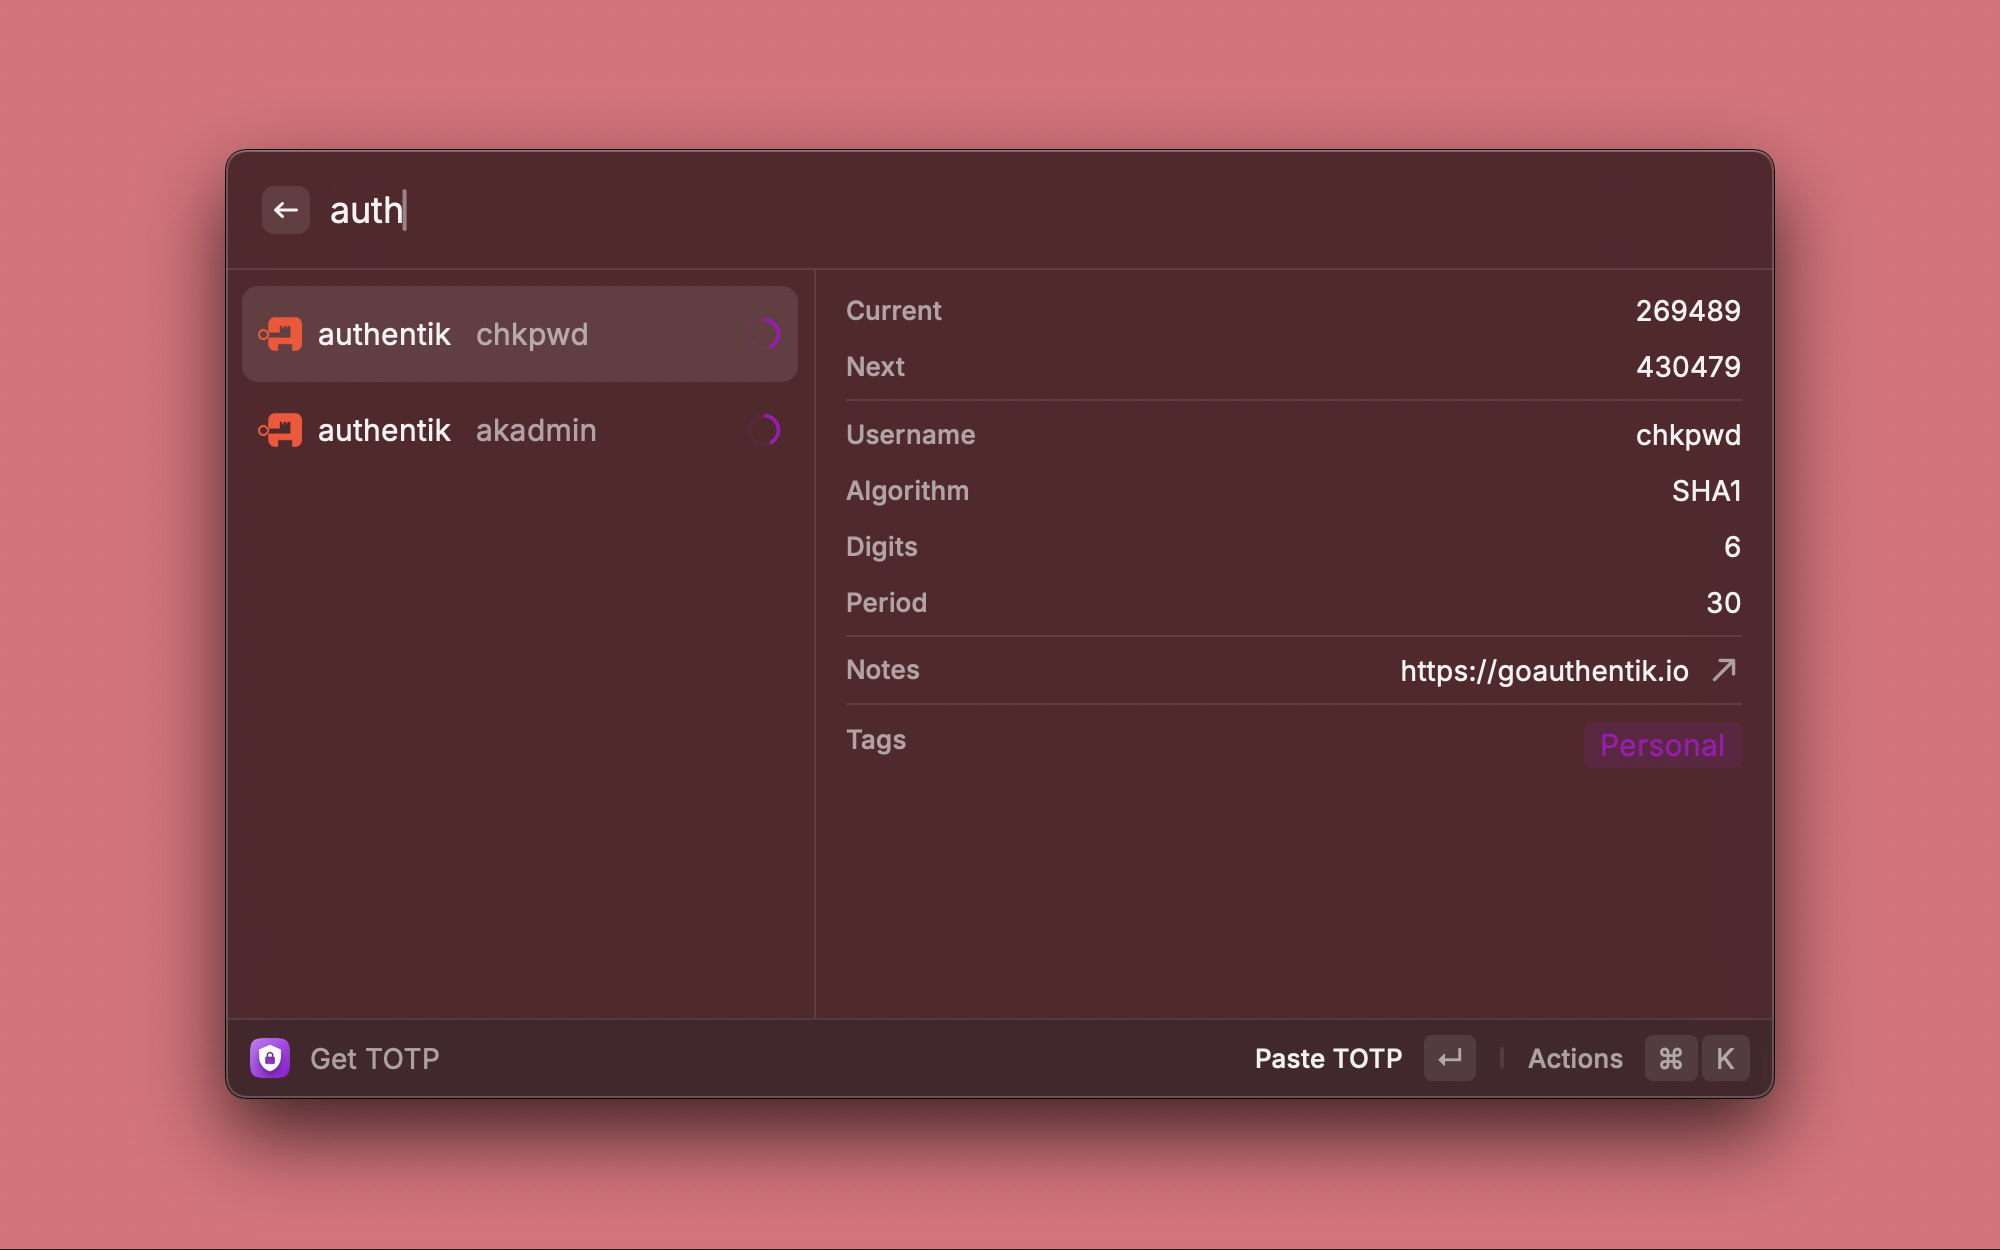 auth
authentik chkpwd
authentik akadmin
Current 269489
Next 430479
Username chkpwd
Algorithm SHA1
Digits 6
Period 30
Notes https://goauthentik.io
Tags Personal
Get TOTP
Paste TOTP Actions ⌘ K